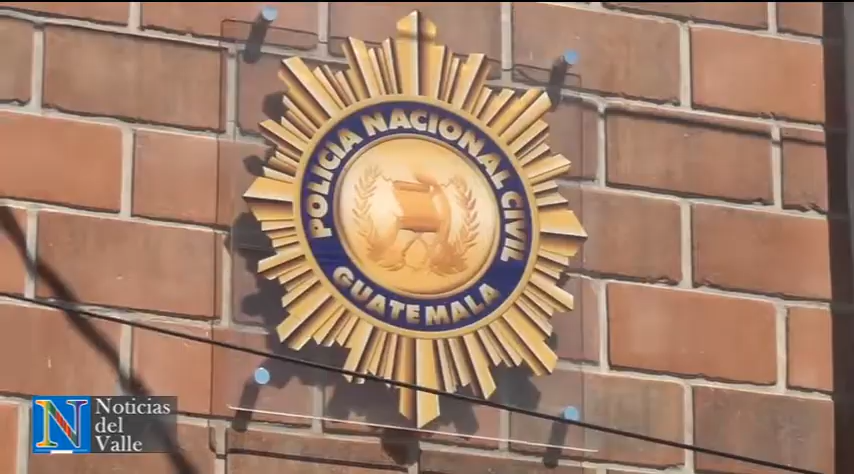 POLICIA NACIONAL CIVIL
GUATEMALA
N
Noticias
del
Valle